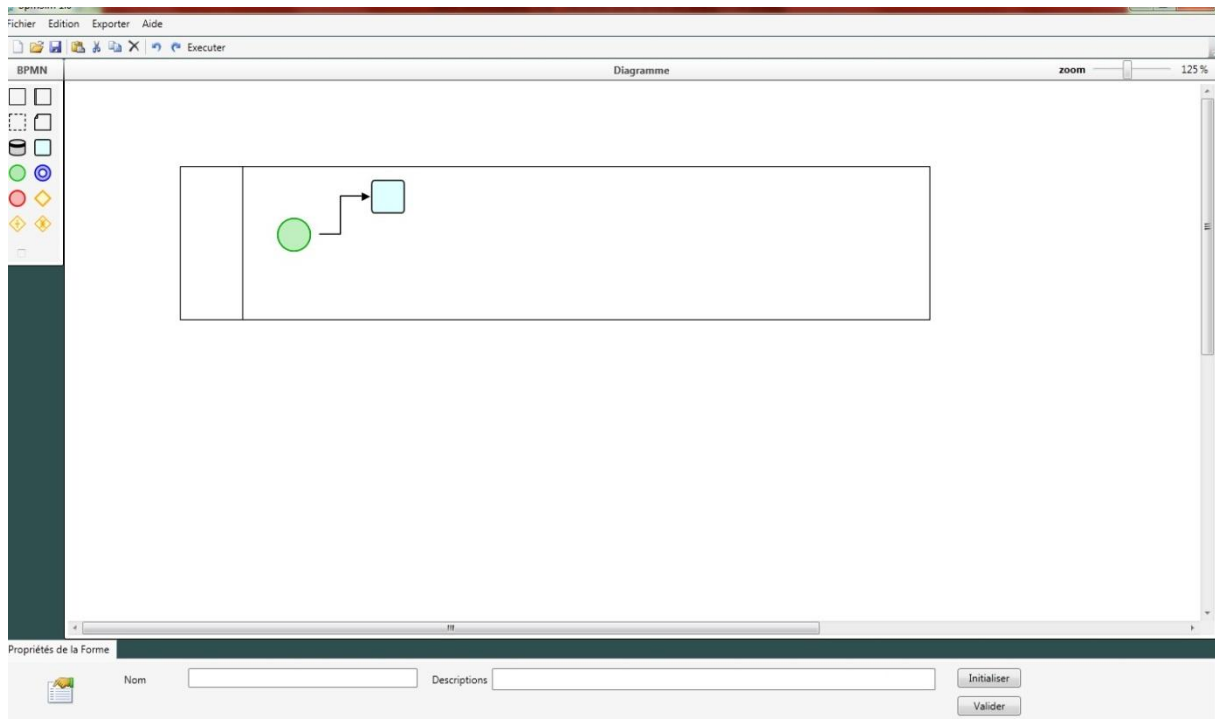 Fichier Edition Exporter Aide
Executer
BPMN Diagramme zoom 125%
Propriétés de la Forme
Nom Descriptions Initialiser
Valider